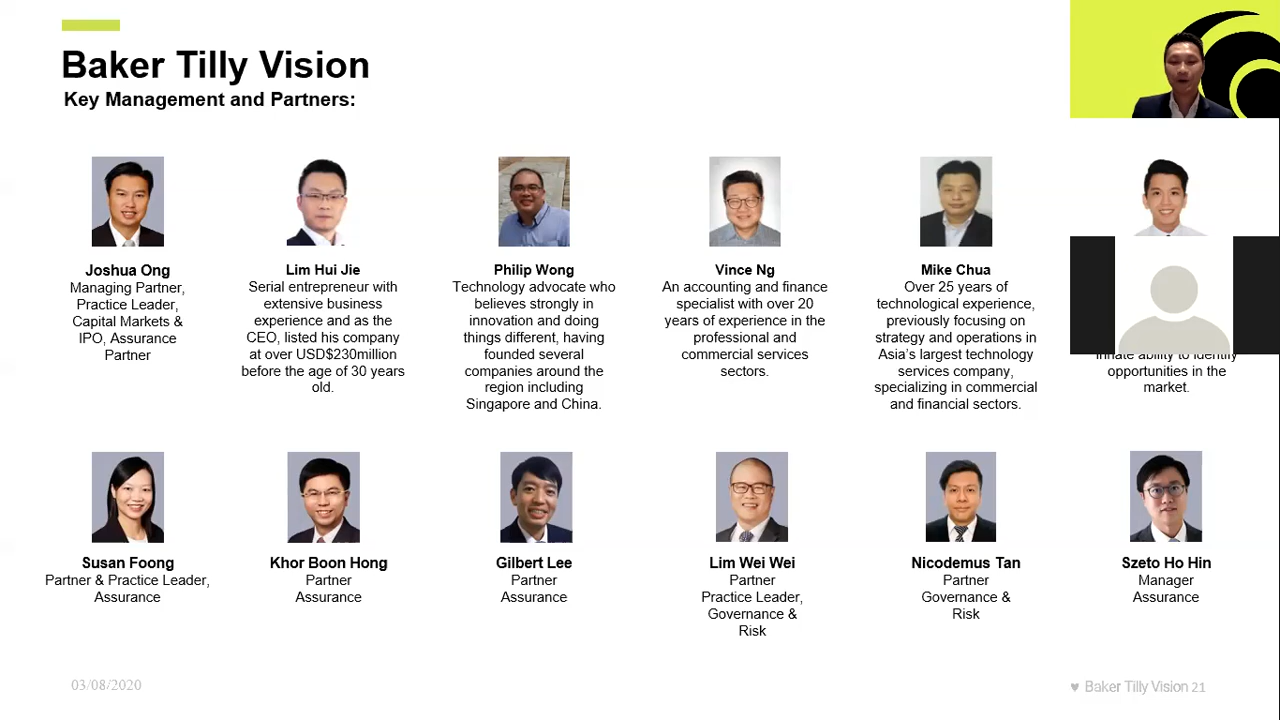 Baker Tilly Vision
Key Management and Partners:
Joshua Ong
Managing Partner,
Practice Leader,
Capital Markets &
IPO, Assurance
Partner
Lim Hui Jie
Serial entrepreneur with
extensive business
experience and as the
CEO, listed his company
at over USD$230million
before the age of 30 years
old.
Philip Wong
Technology advocate who
believes strongly in
innovation and doing
things different, having
founded several
companies around the
region including
Singapore and China.
Vince Ng
An accounting and finance
specialist with over 20
years of experience in the
professional and
commercial services
sectors.
Mike Chua
Over 25 years of
technological experience,
previously focusing on
strategy and operations in
Asia's largest technology
services company,
specializing in commercial
and financial sectors.
innate ability to identify
opportunities in the
market.
Susan Foong
Partner & Practice Leader,
Assurance
Khor Boon Hong
Partner
Assurance
Gilbert Lee
Partner
Assurance
Lim Wei Wei
Partner
Practice Leader,
Governance &
Risk
Nicodemus Tan
Partner
Governance &
Risk
Szeto Ho Hin
Manager
Assurance
03/08/2020
♥ Baker Tilly Vision 21